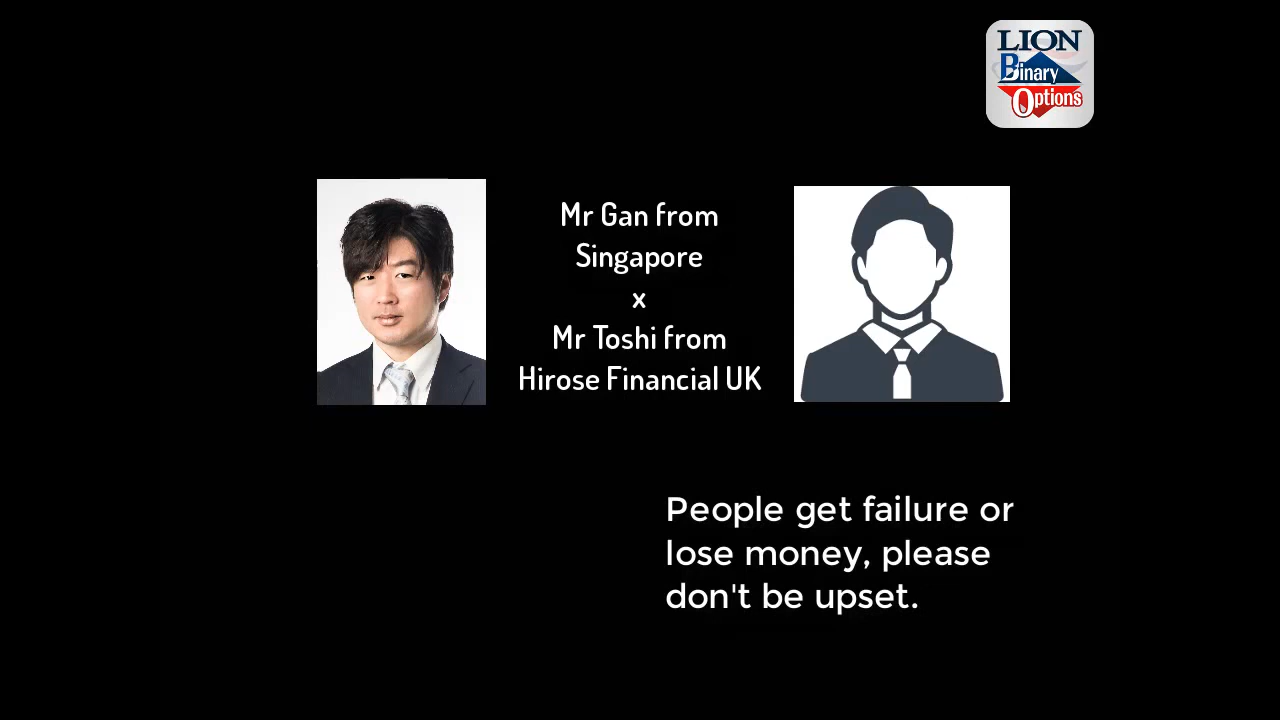 LION
Binary
Options
Mr Gan from
Singapore
x
Mr Toshi from
Hirose Financial UK
People get failure or
lose money, please
don't be upset.